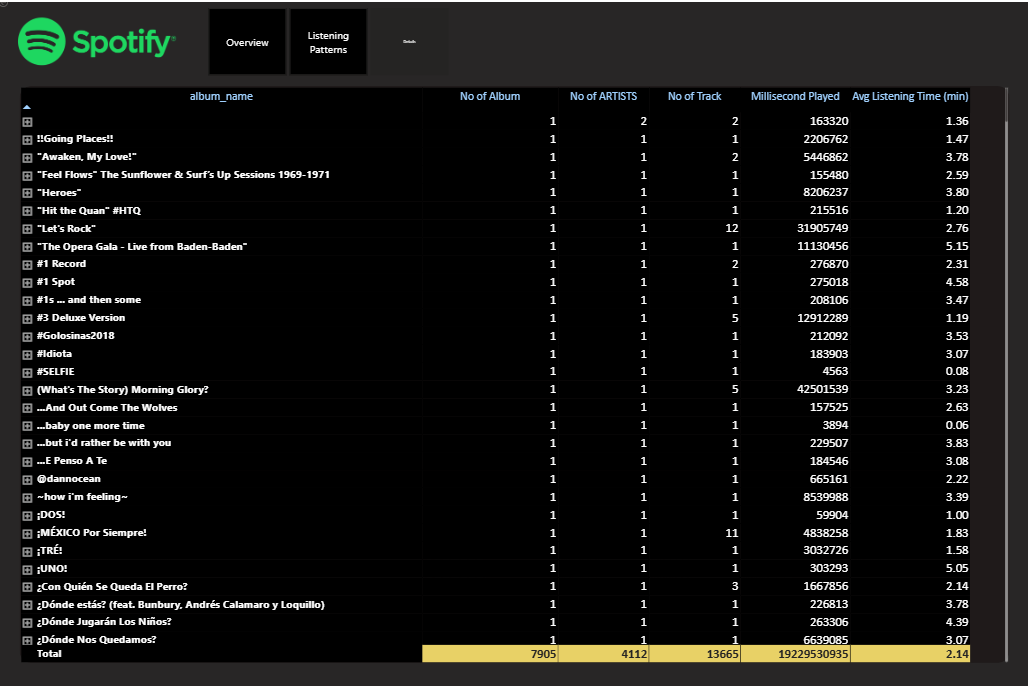 Spotify®
Overview
Listening
Patterns
Details
album_name No of Album No of ARTISTS No of Track Millisecond Played Avg Listening Time (min)
1 2 2 163320 1.36
!!Going Places!! 1 1 1 2206762 1.47
"Awaken, My Love!" 1 1 2 5446862 3.78
"Feel Flows" The Sunflower & Surf's Up Sessions 1969-1971 1 1 1 155480 2.59
"Heroes" 1 1 1 8206237 3.80
"Hit the Quan" #HTQ 1 1 1 215516 1.20
"Let's Rock" 1 1 12 31905749 2.76
"The Opera Gala - Live from Baden-Baden" 1 1 1 11130456 5.15
#1 Record 1 1 2 276870 2.31
#1 Spot 1 1 1 275018 4.58
#1s ... and then some 1 1 1 208106 3.47
#3 Deluxe Version 1 1 5 12912289 1.19
#Golosinas2018 1 1 1 212092 3.53
#Idiota 1 1 1 183903 3.07
#SELFIE 1 1 1 4563 0.08
(What's The Story) Morning Glory? 1 1 5 42501539 3.23
...And Out Come The Wolves 1 1 1 157525 2.63
...baby one more time 1 1 1 3894 0.06
...but i'd rather be with you 1 1 1 229507 3.83
...E Penso A Te 1 1 1 184546 3.08
@dannocean 1 1 1 665161 2.22
~how i'm feeling~ 1 1 1 8539988 3.39
¡DOS! 1 1 1 59904 1.00
¡MÉXICO Por Siempre! 1 1 11 4838258 1.83
¡TRÉ! 1 1 1 3032726 1.58
¡UNO! 1 1 1 303293 5.05
¿Con Quién Se Queda El Perro? 1 1 3 1667856 2.14
¿Dónde estás? (feat. Bunbury, Andrés Calamaro y Loquillo) 1 1 1 226813 3.78
¿Dónde Jugarán Los Niños? 1 1 1 263306 4.39
¿Dónde Nos Quedamos? 1 1 1 6639085 3.07
Total 7905 4112 13665 19229530935 2.14